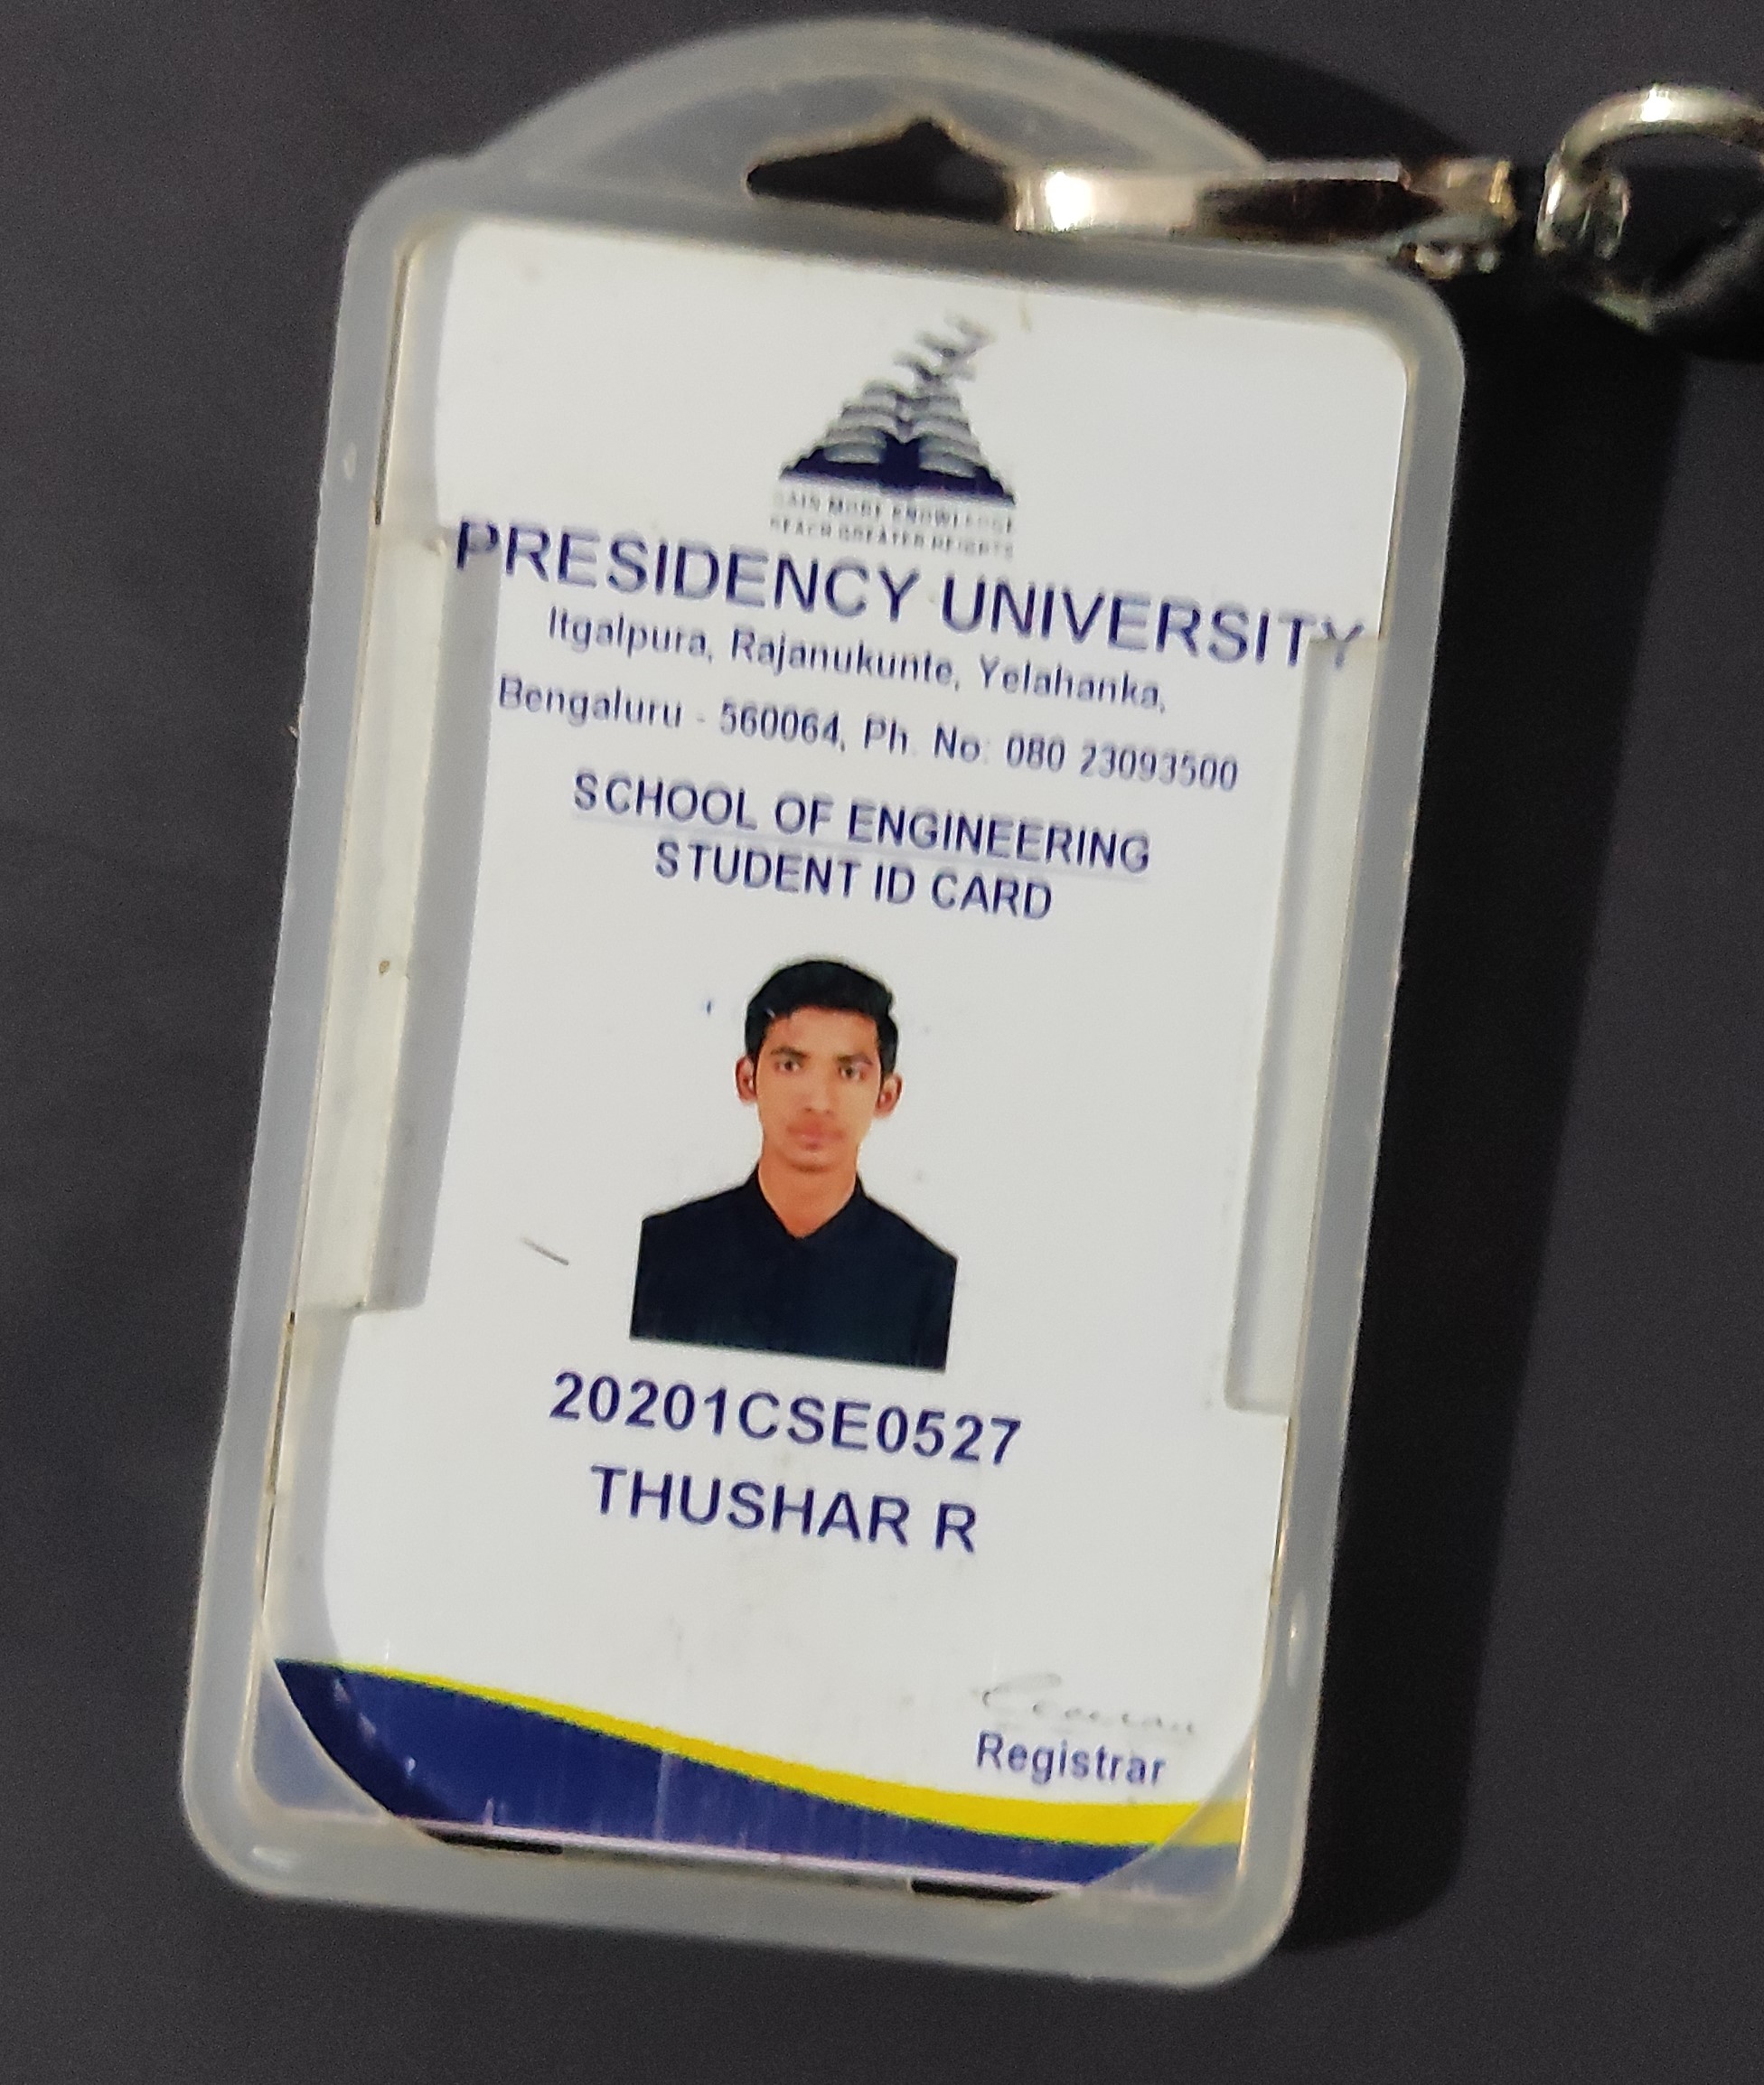 GAIN MORE KNOWLEDGE
REACH GREATER HEIGHTS
PRESIDENCY UNIVERSITY
Itgalpura, Rajanukunte, Yelahanka,
Bengaluru - 560064, Ph. No: 080 23093500
SCHOOL OF ENGINEERING
STUDENT ID CARD
20201CSE0527
THUSHAR R
Registrar